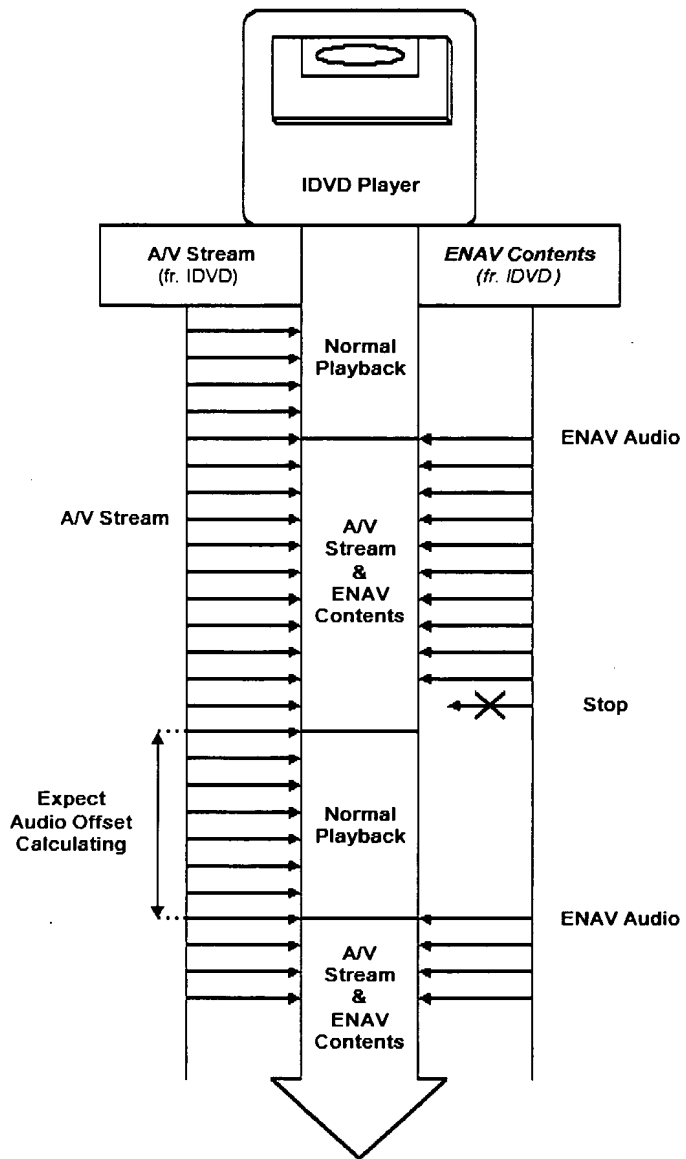 IDVD Player
A/V Stream
(fr. IDVD)
ENAV Contents
(fr. IDVD)
Normal
Playback
ENAV Audio
A/V Stream
A/V
Stream
&
ENAV
Contents
Stop
Expect
Audio Offset
Calculating
Normal
Playback
ENAV Audio
A/V
Stream
&
ENAV
Contents